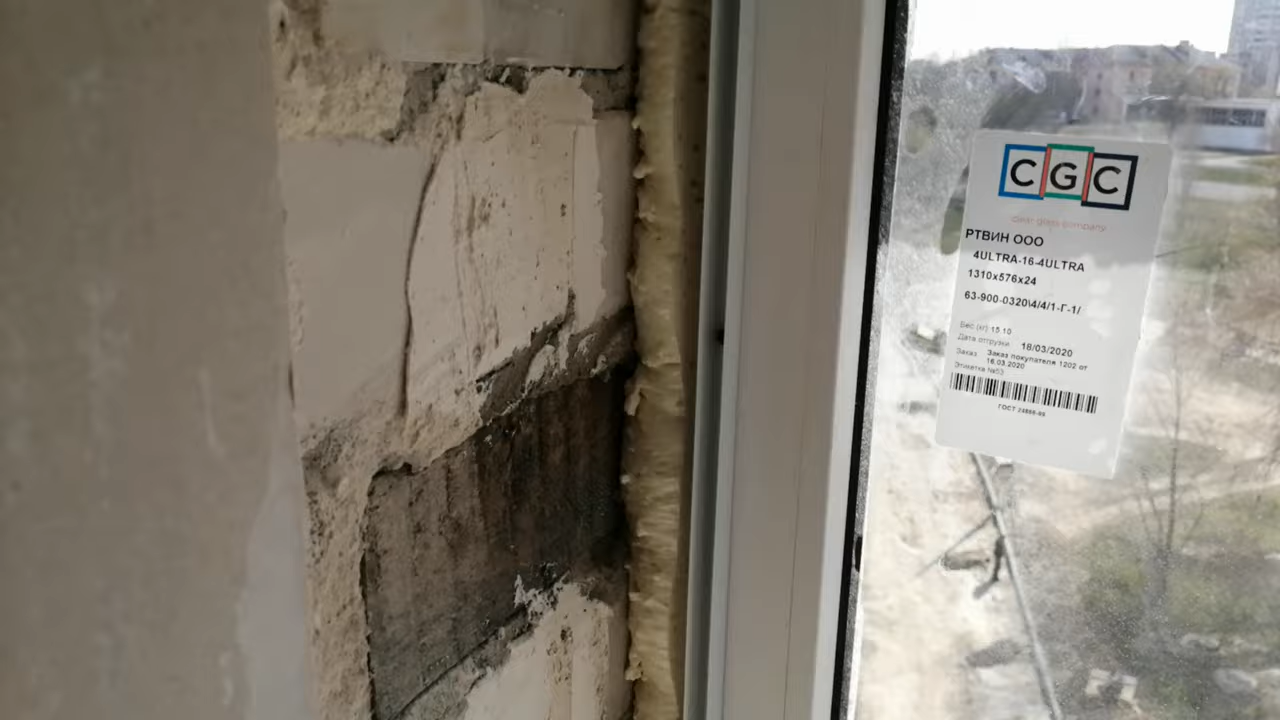 CGC
clear glass company
РТВИН ООО
4ULTRA-16-4ULTRA
1310x576x24
63-900-0320\4/4/1-Г-1/
Вес (кг) 15.10
Дата отгрузки 18/03/2020
Заказ Заказ покупателя 1202 от
16.03.2020
Этикетка №53
ГОСТ 24866-99